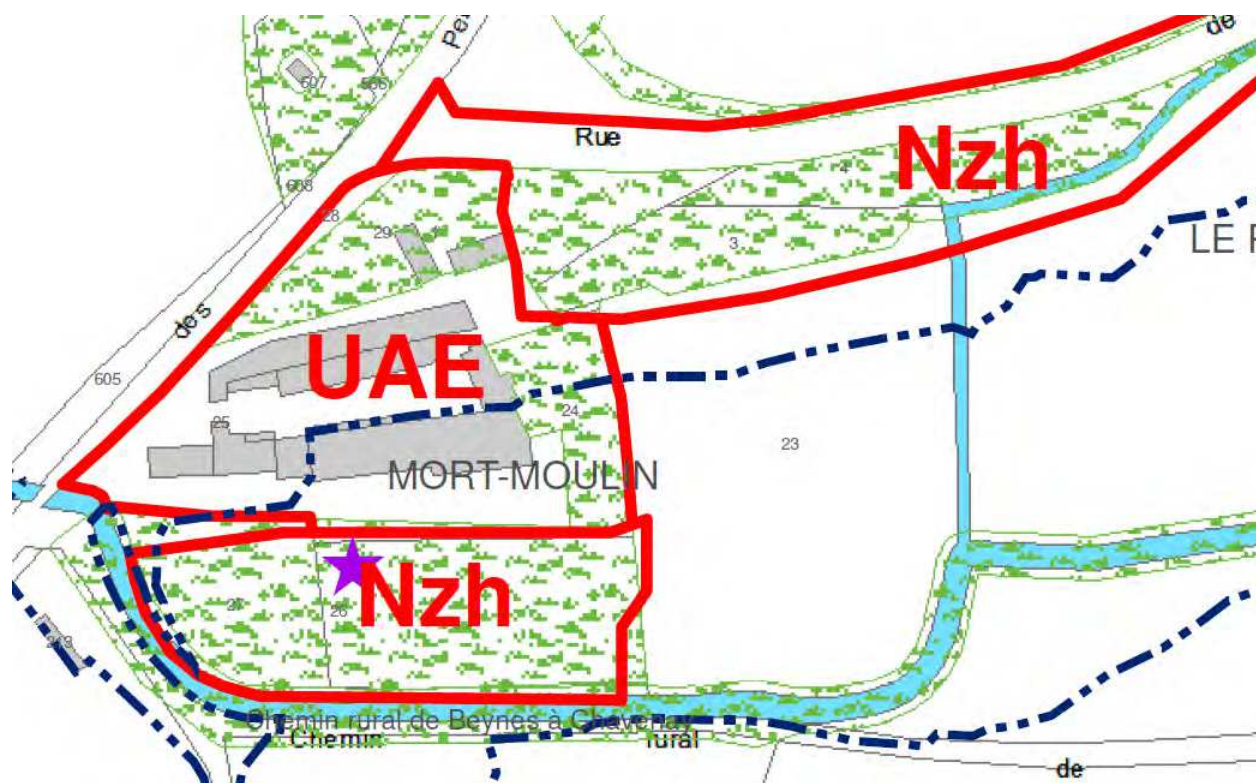 de
507
Rue
Nzh
4
608
28
29
3
LE
des
UAE
605
24
25
23
MORT-MOULIN
Nzh
27
26
Chemin rural de Beynes à Chavenay
Chemin
rural
de